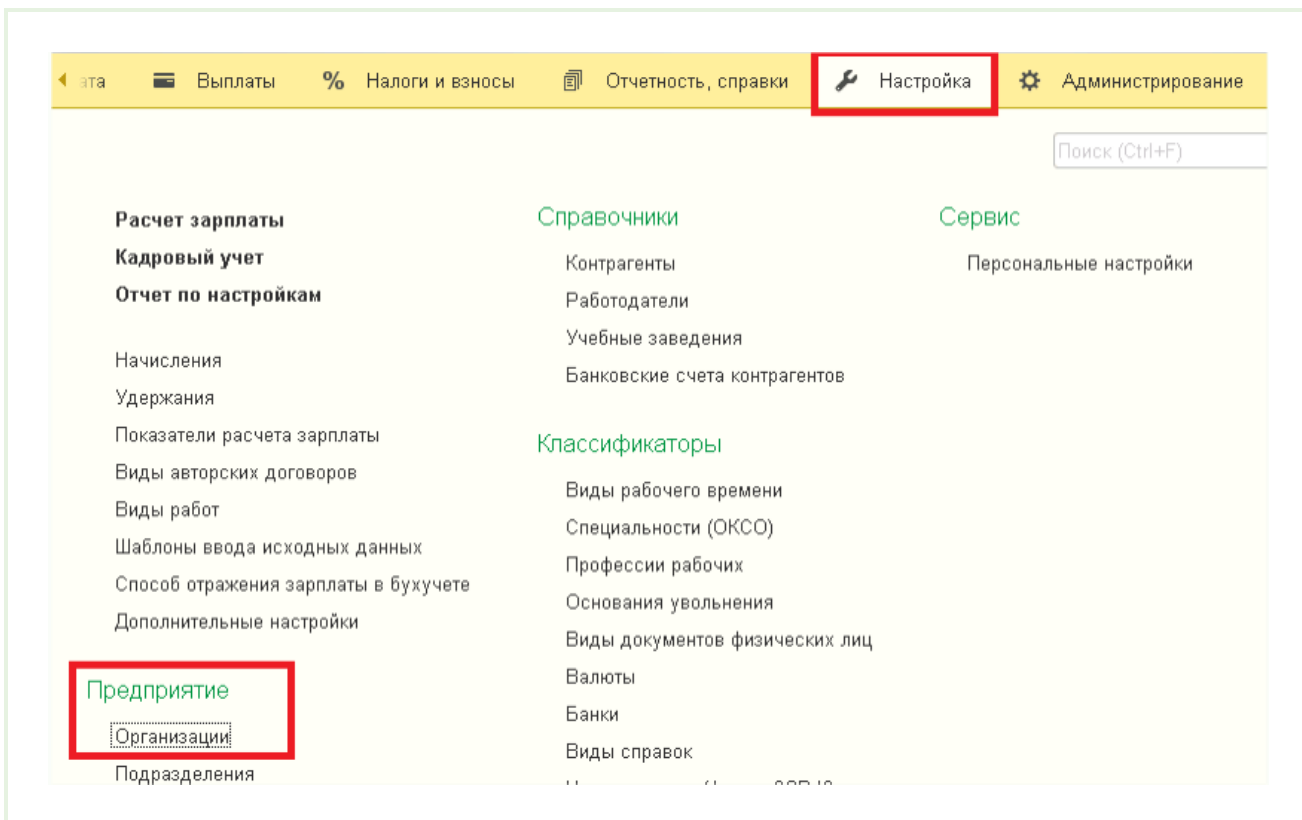 ата Выплаты % Налоги и взносы Отчетность, справки Настройка Администрирование
Поиск (Ctrl+F)
Расчет зарплаты
Кадровый учет
Отчет по настройкам
Начисления
Удержания
Показатели расчета зарплаты
Виды авторских договоров
Виды работ
Шаблоны ввода исходных данных
Способ отражения зарплаты в бухучете
Дополнительные настройки
Предприятие
Организации
Подразделения
Справочники
Контрагенты
Работодатели
Учебные заведения
Банковские счета контрагентов
Классификаторы
Виды рабочего времени
Специальности (ОКСО)
Профессии рабочих
Основания увольнения
Виды документов физических лиц
Валюты
Банки
Виды справок
Сервис
Персональные настройки